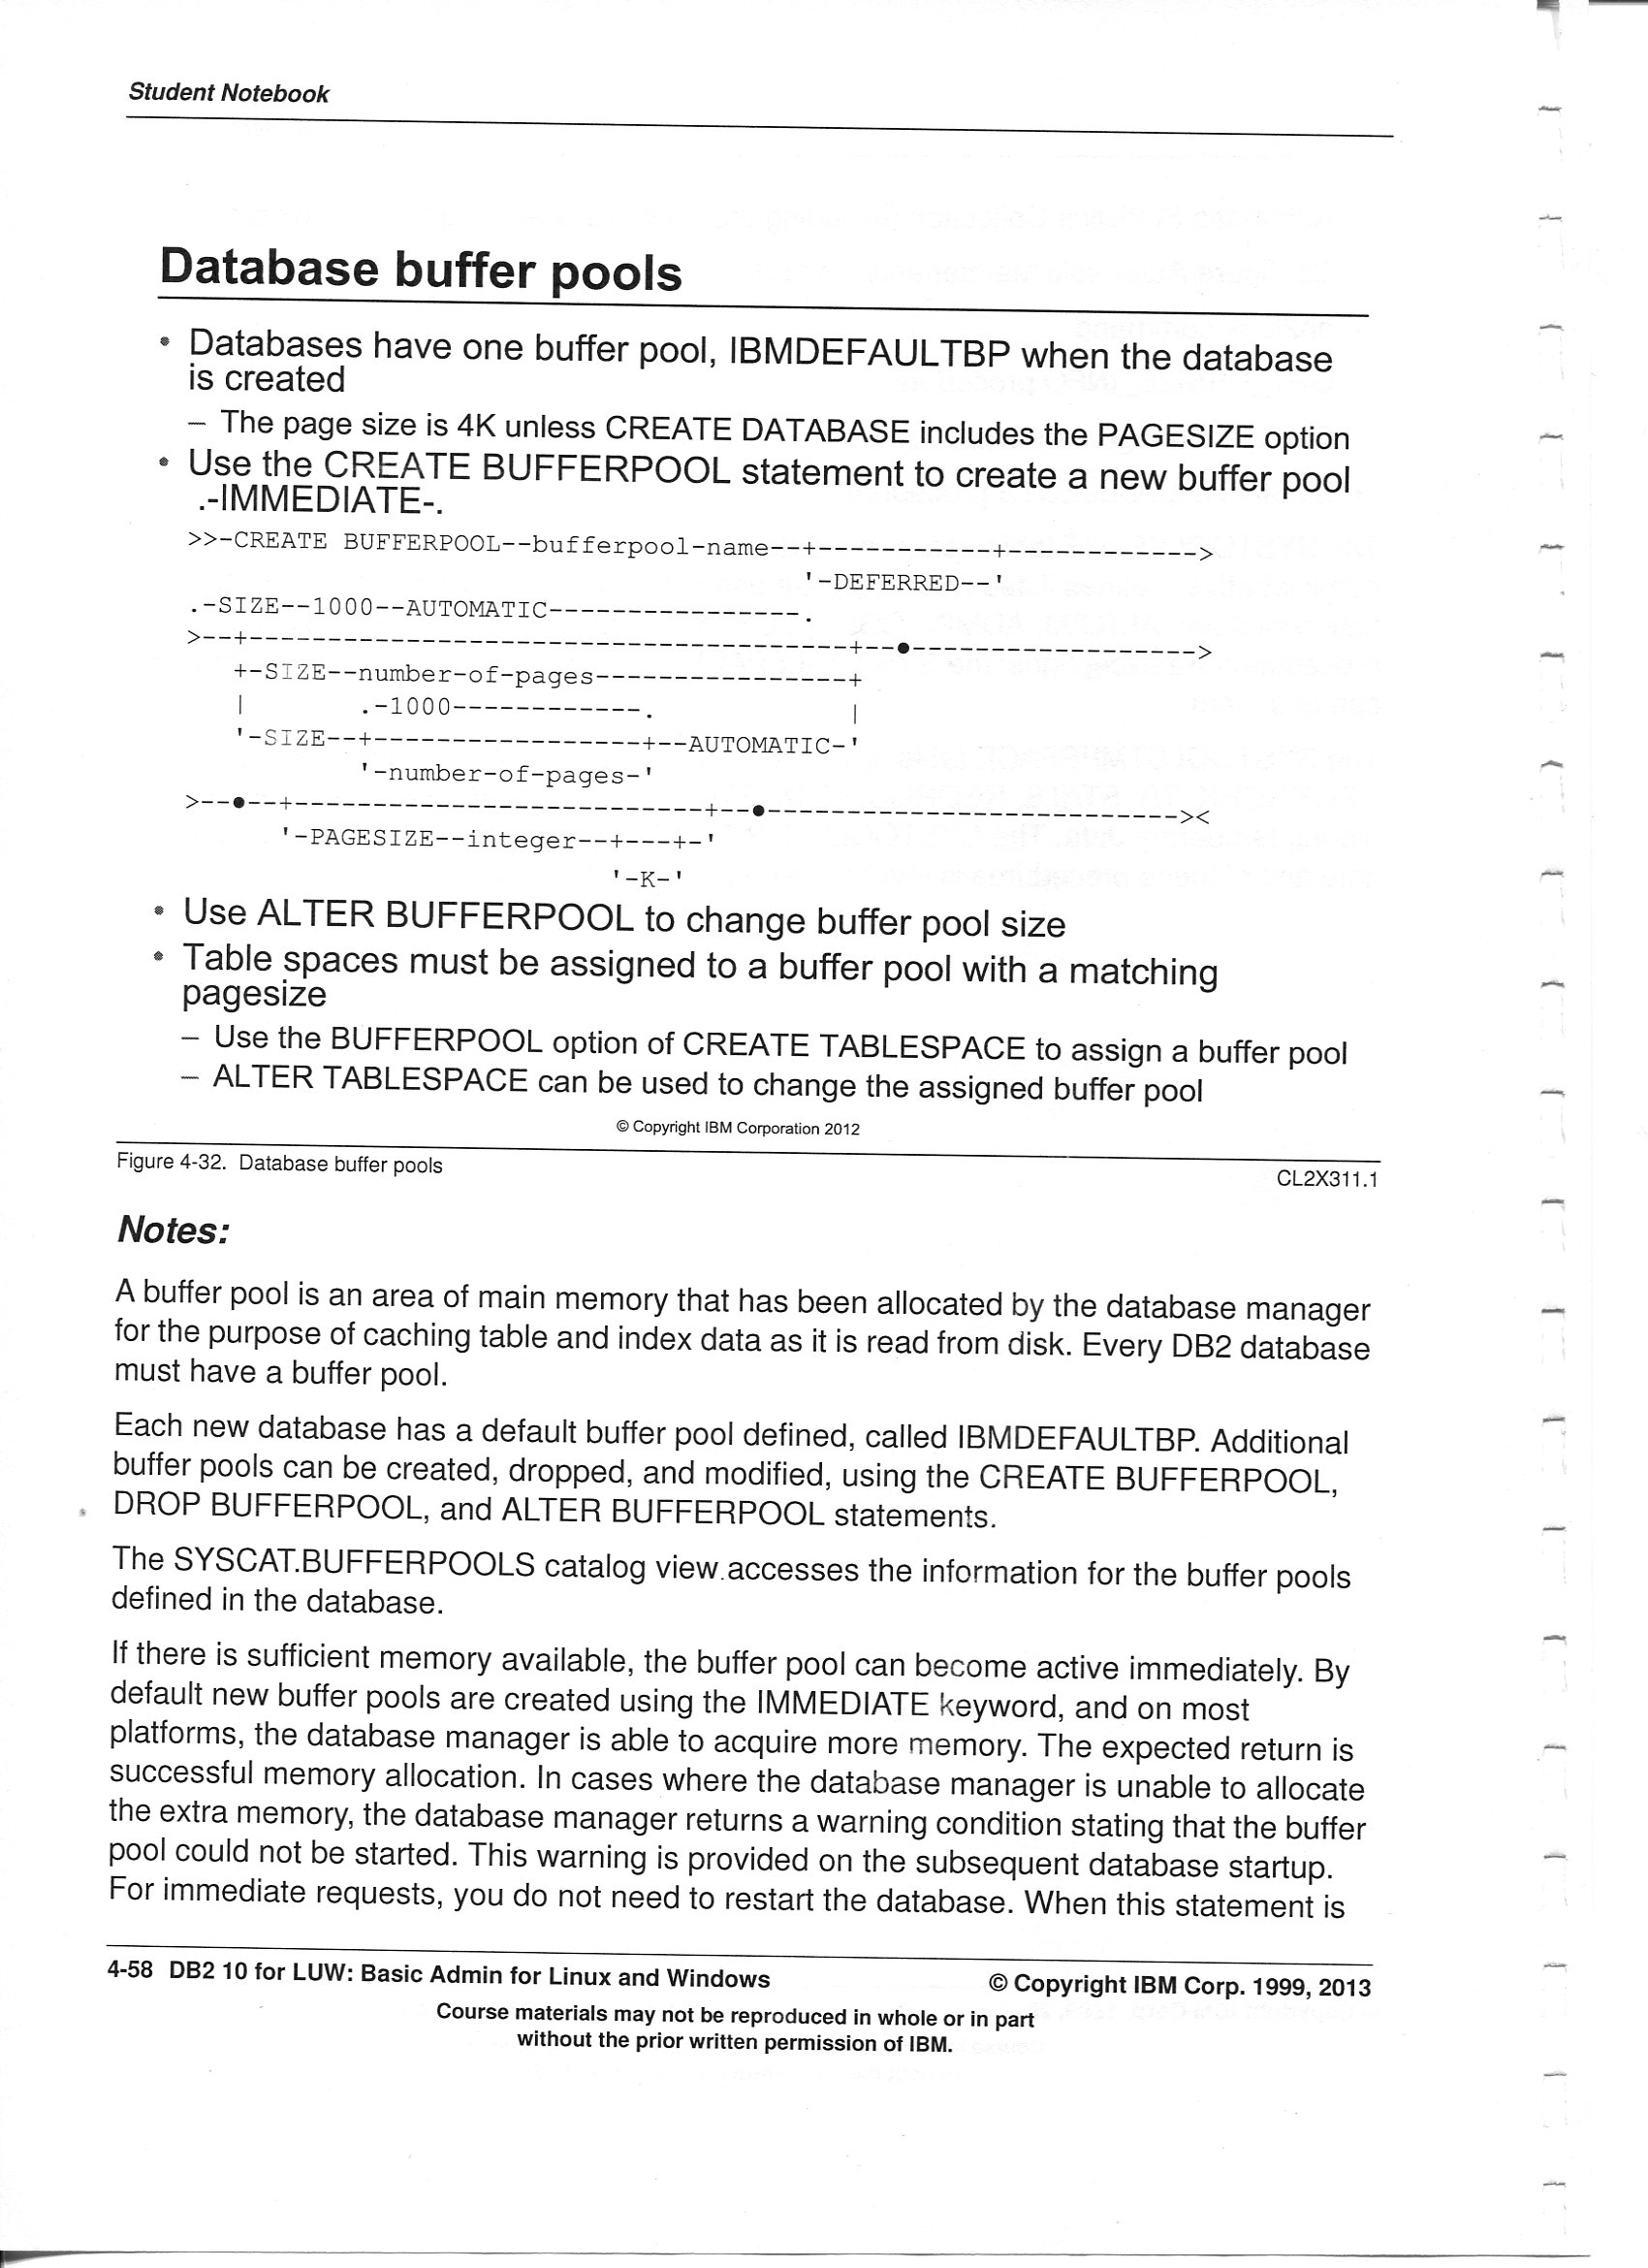 Student Notebook
Database buffer pools
• Databases have one buffer pool, IBMDEFAULTBP when the database
is created
– The page size is 4K unless CREATE DATABASE includes the PAGESIZE option
• Use the CREATE BUFFERPOOL statement to create a new buffer pool
.-IMMEDIATE-.
>>-CREATE BUFFERPOOL--bufferpool-name--+-----------+------------>
'-DEFERRED--'
.-SIZE--1000--AUTOMATIC----------------.
>--+---------------------------------------+--●------------------>
+-SIZE--number-of-pages----------------+
| .-1000------------. |
'-SIZE--+-----------------+--AUTOMATIC-'
'-number-of-pages-'
>--●--+--------------------------+--●--------------------------><
'-PAGESIZE--integer--+---+-'
'-K-'
• Use ALTER BUFFERPOOL to change buffer pool size
• Table spaces must be assigned to a buffer pool with a matching
pagesize
– Use the BUFFERPOOL option of CREATE TABLESPACE to assign a buffer pool
– ALTER TABLESPACE can be used to change the assigned buffer pool
© Copyright IBM Corporation 2012
Figure 4-32. Database buffer pools CL2X311.1
Notes:
A buffer pool is an area of main memory that has been allocated by the database manager
for the purpose of caching table and index data as it is read from disk. Every DB2 database
must have a buffer pool.
Each new database has a default buffer pool defined, called IBMDEFAULTBP. Additional
buffer pools can be created, dropped, and modified, using the CREATE BUFFERPOOL,
DROP BUFFERPOOL, and ALTER BUFFERPOOL statements.
The SYSCAT.BUFFERPOOLS catalog view accesses the information for the buffer pools
defined in the database.
If there is sufficient memory available, the buffer pool can become active immediately. By
default new buffer pools are created using the IMMEDIATE keyword, and on most
platforms, the database manager is able to acquire more memory. The expected return is
successful memory allocation. In cases where the database manager is unable to allocate
the extra memory, the database manager returns a warning condition stating that the buffer
pool could not be started. This warning is provided on the subsequent database startup.
For immediate requests, you do not need to restart the database. When this statement is
4-58 DB2 10 for LUW: Basic Admin for Linux and Windows © Copyright IBM Corp. 1999, 2013
Course materials may not be reproduced in whole or in part
without the prior written permission of IBM.